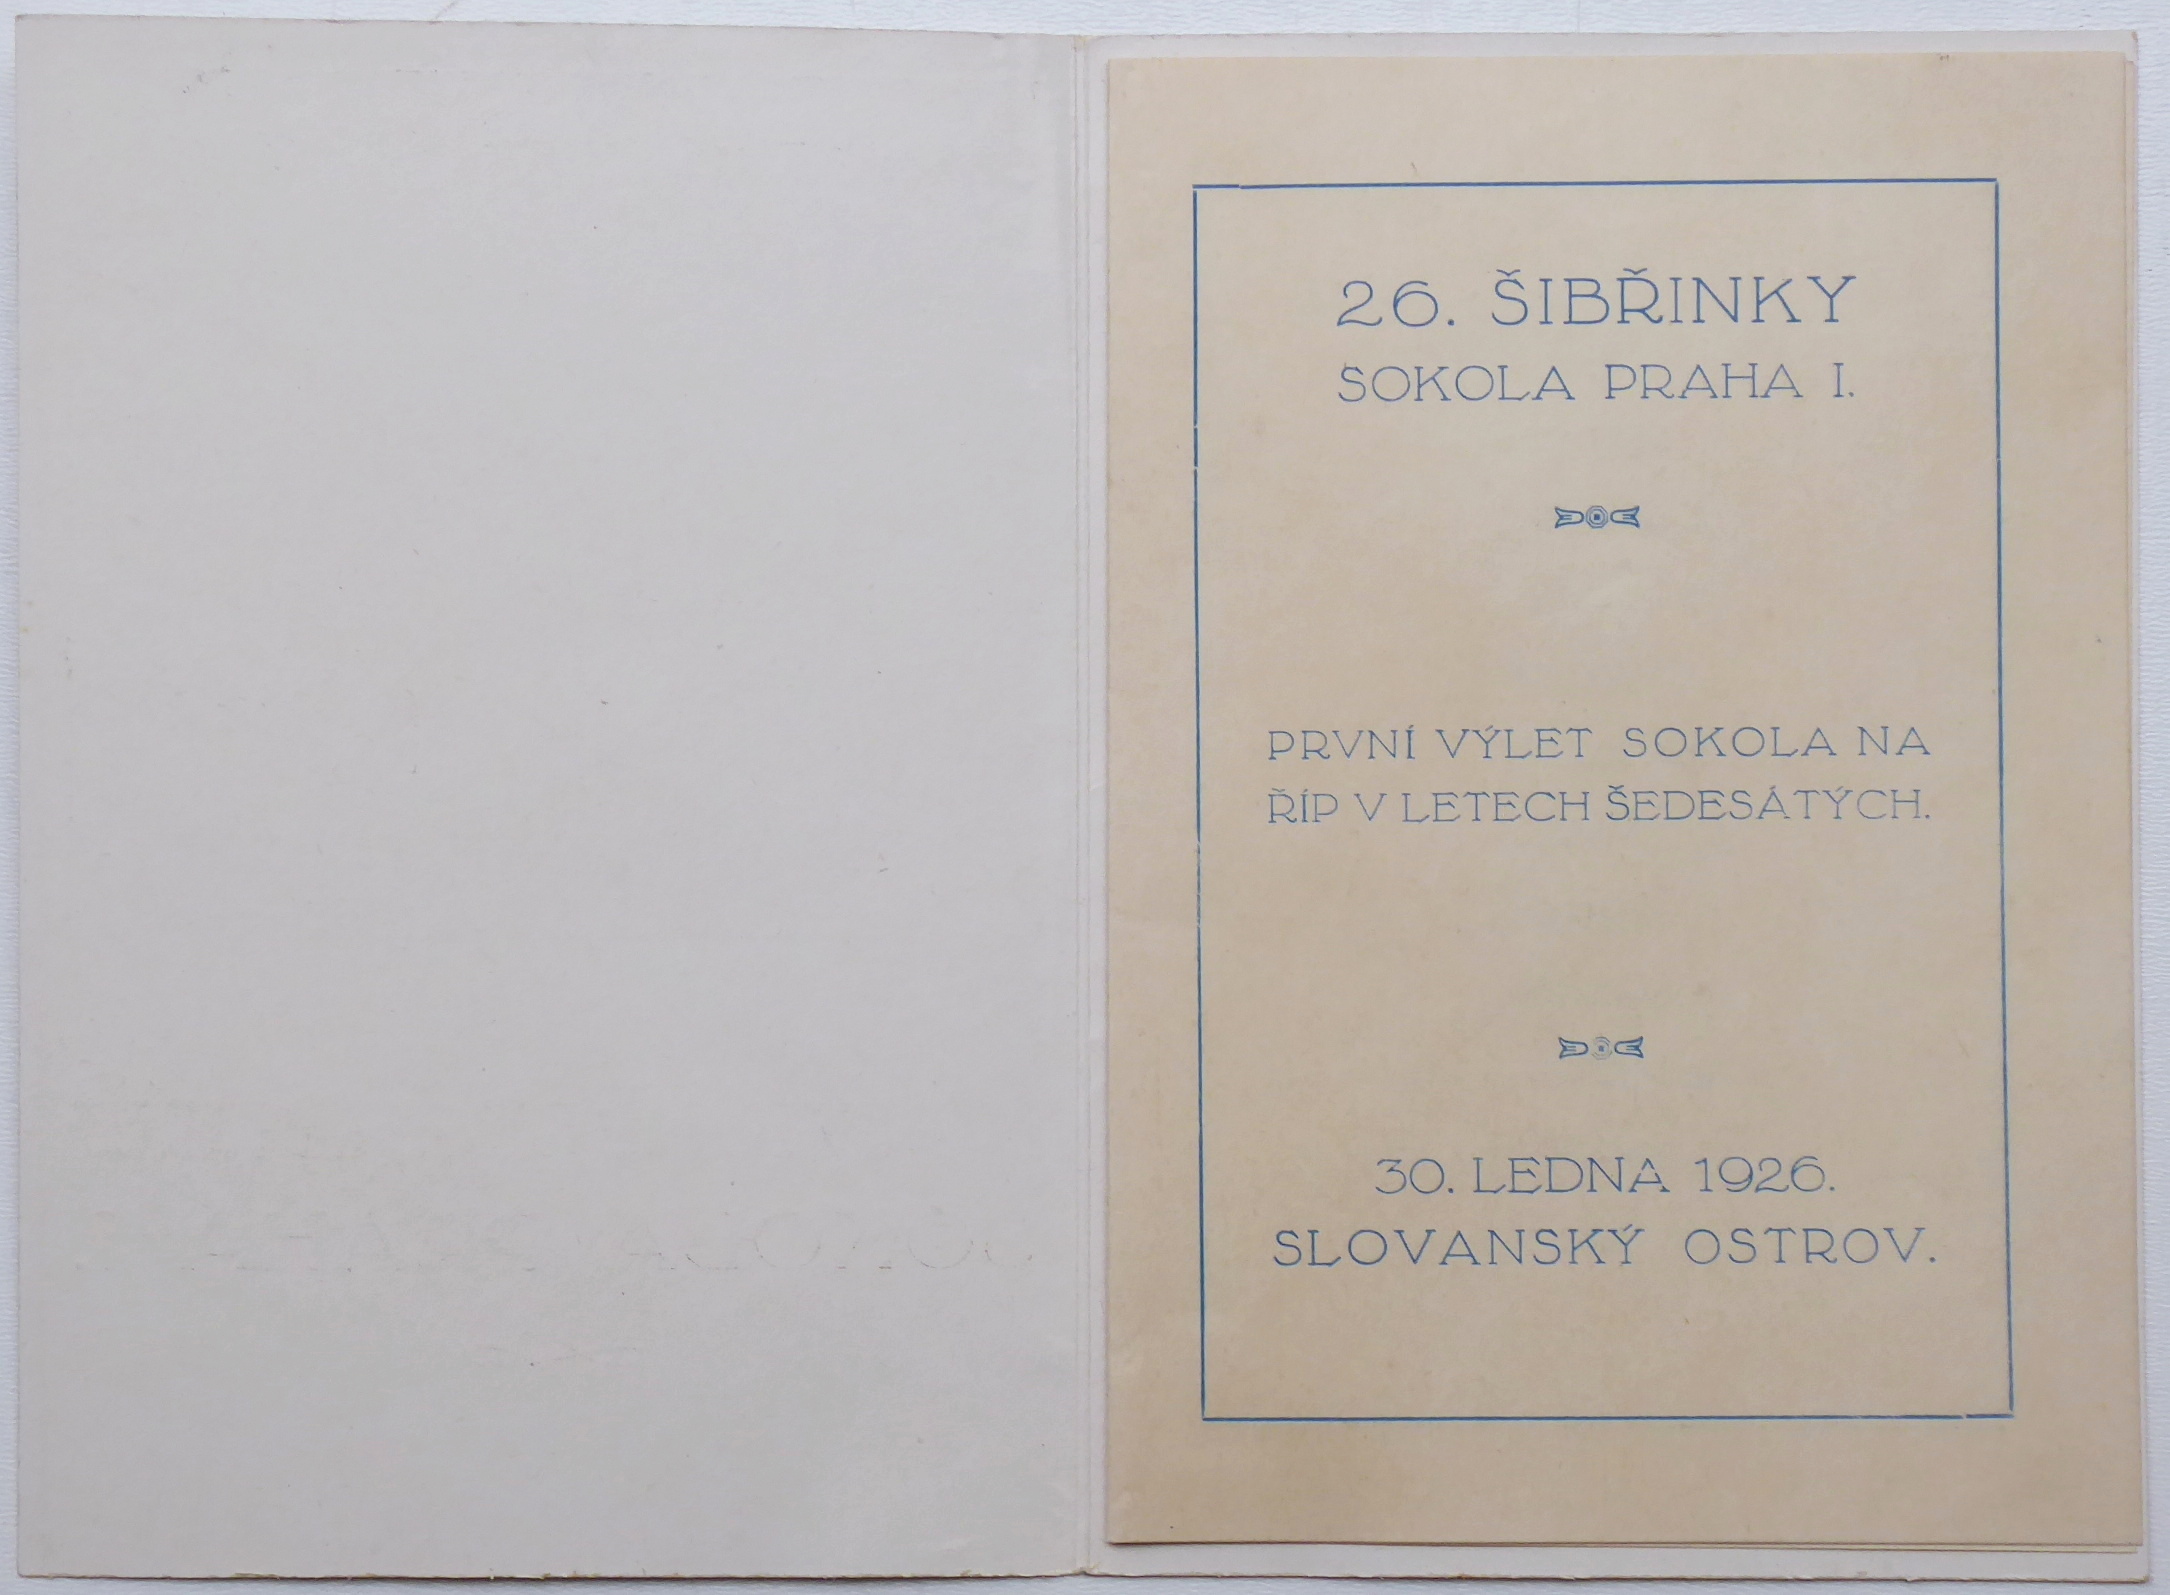 26. ŠIBŘINKY
SOKOLA PRAHA I.
PRVNÍ VÝLET SOKOLA NA
ŘÍP V LETECH ŠEDESÁTÝCH.
30. LEDNA 1926.
SLOVANSKÝ OSTROV.